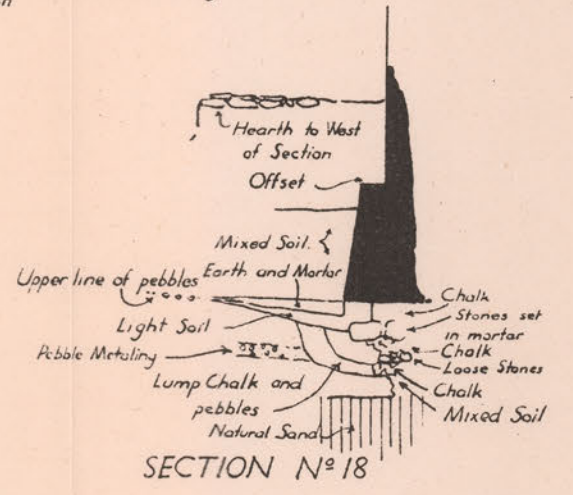 Hearth to West
of Section
Offset
Mixed Soil.
Earth and Mortar
Upper line of pebbles
Light Soil
Pebble Metaling
Lump Chalk and
pebbles
Natural Sand
Chalk
Stones set
in mortar
Chalk
Loose Stones
Chalk
Mixed Soil
SECTION Nº 18